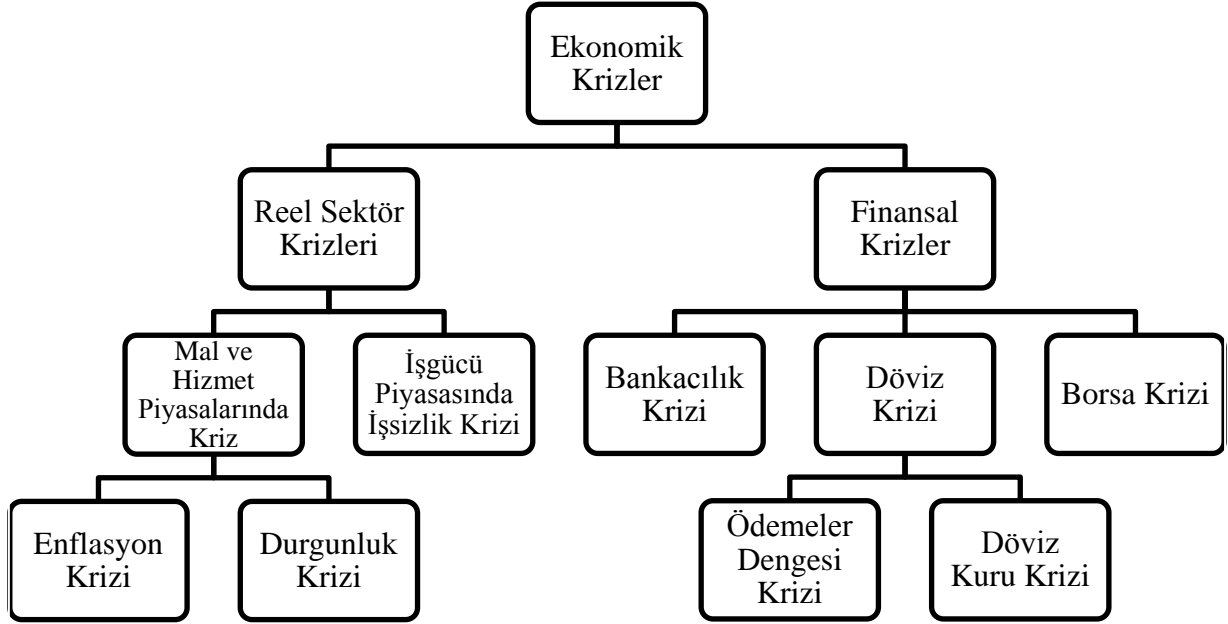 Ekonomik
Krizler
Reel Sektör
Krizleri
Finansal
Krizler
Mal ve
Hizmet
Piyasalarında
Kriz
İşgücü
Piyasasında
İşsizlik Krizi
Bankacılık
Krizi
Döviz
Krizi
Borsa Krizi
Enflasyon
Krizi
Durgunluk
Krizi
Ödemeler
Dengesi
Krizi
Döviz
Kuru Krizi